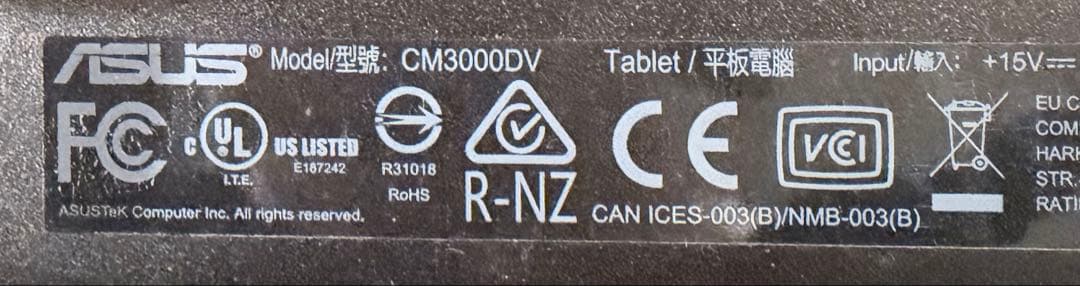 ASUS® Model/型號: CM3000DV Tablet / 平板電腦 Input/輸入: +15V⎓
FC c UL US LISTED
I.T.E. E187242
R31018
RoHS
R-NZ
CE
VCCI
CAN ICES-003(B)/NMB-003(B)
ASUSTeK Computer Inc. All rights reserved.
EU C
COM
HAR
STR.
RATI